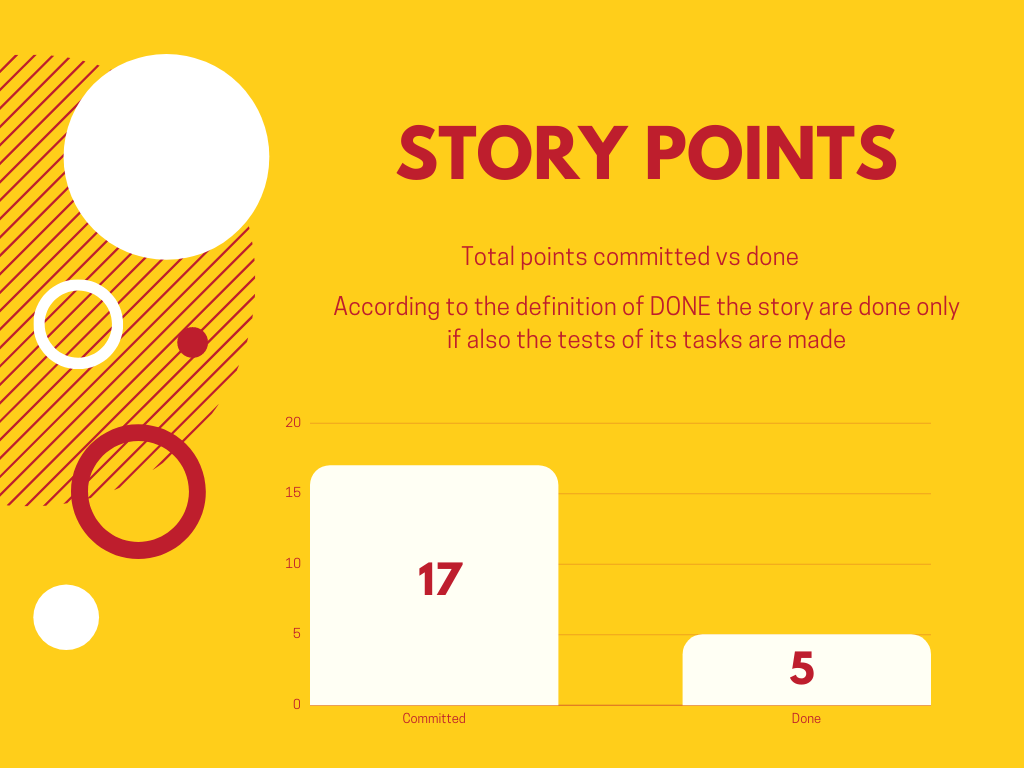 STORY POINTS
Total points committed vs done
According to the definition of DONE the story are done only
if also the tests of its tasks are made
20
15
10
5
0
17
5
Committed
Done